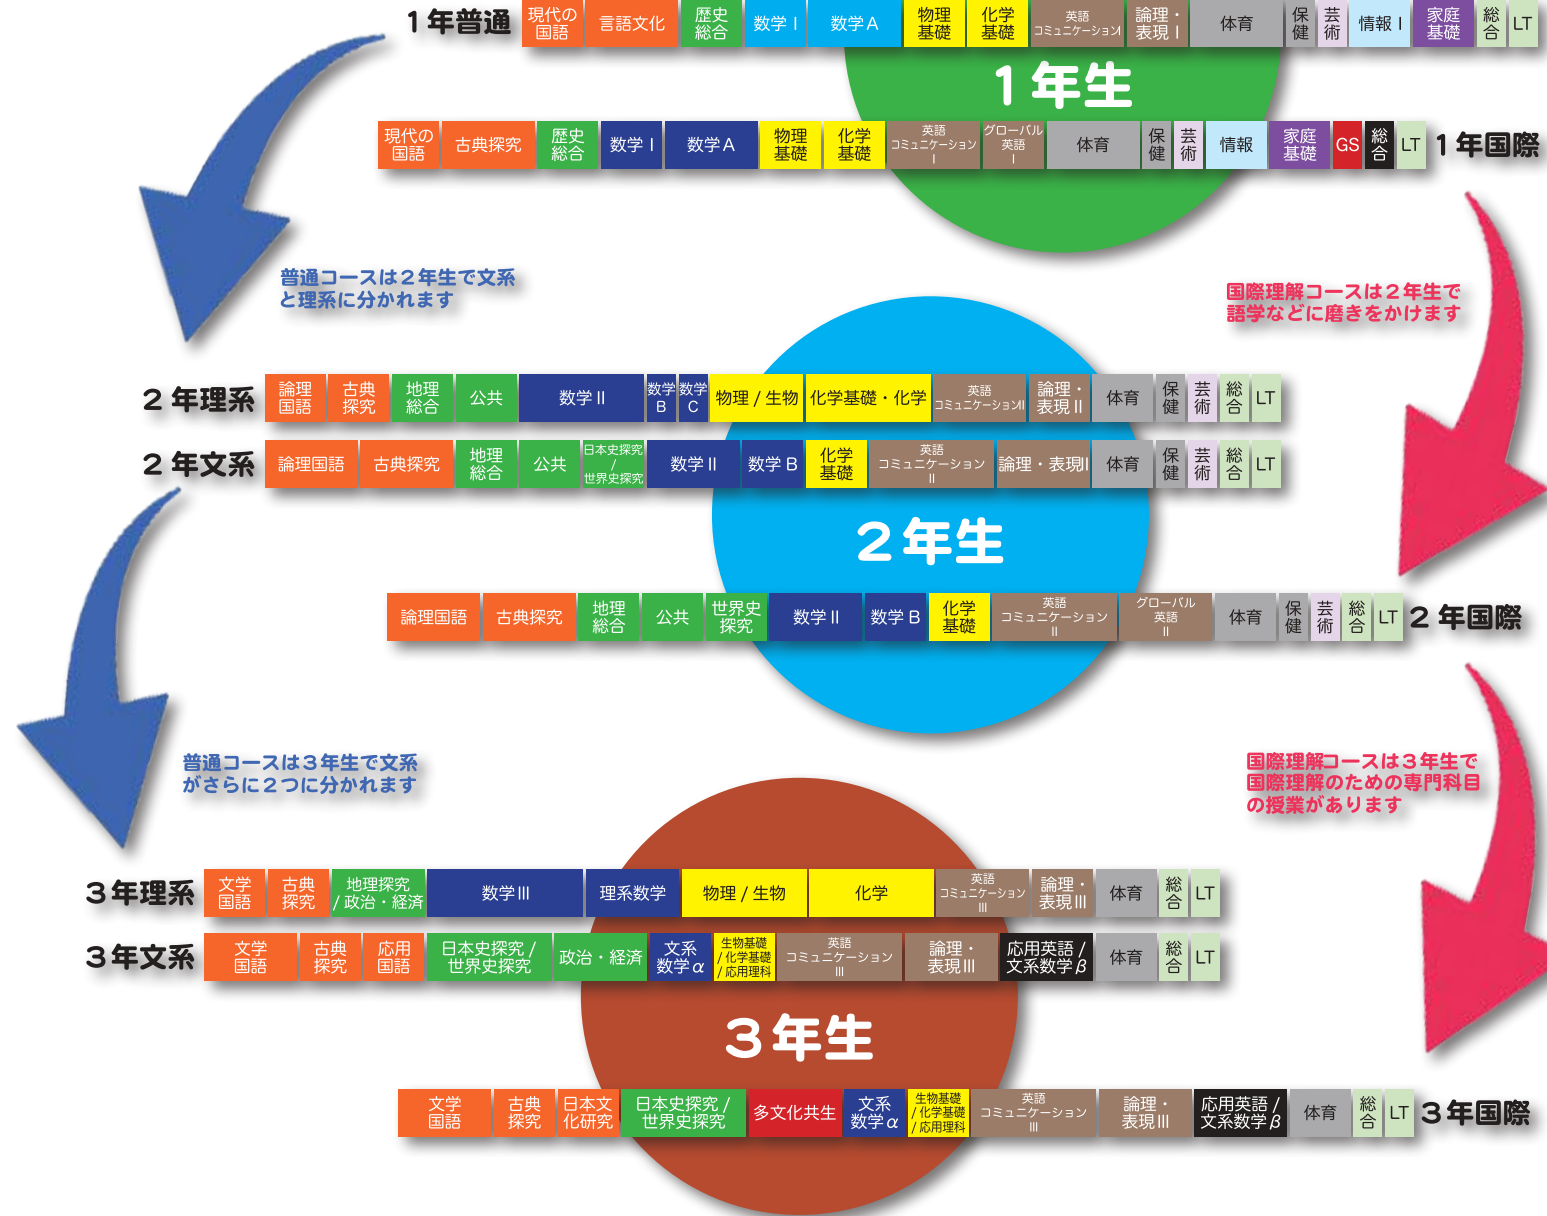 1年普通 現代の国語 言語文化 歴史総合 数学Ⅰ 数学A 物理基礎 化学基礎 英語コミュニケーションⅠ 論理・表現Ⅰ 体育 保健 芸術 情報Ⅰ 家庭基礎 総合 LT
1年生
現代の国語 古典探究 歴史総合 数学Ⅰ 数学A 物理基礎 化学基礎 英語コミュニケーションⅠ グローバル英語Ⅰ 体育 保健 芸術 情報 家庭基礎 GS 総合 LT 1年国際
普通コースは2年生で文系
と理系に分かれます
国際理解コースは2年生で
語学などに磨きをかけます
2年理系 論理国語 古典探究 地理総合 公共 数学Ⅱ 数学B 数学C 物理/生物 化学基礎・化学 英語コミュニケーションⅡ 論理・表現Ⅱ 体育 保健 芸術 総合 LT
2年文系 論理国語 古典探究 地理総合 公共 日本史探究/世界史探究 数学Ⅱ 数学B 化学基礎 英語コミュニケーションⅡ 論理・表現Ⅱ 体育 保健 芸術 総合 LT
2年生
論理国語 古典探究 地理総合 公共 世界史探究 数学Ⅱ 数学B 化学基礎 英語コミュニケーションⅡ グローバル英語Ⅱ 体育 保健 芸術 総合 LT 2年国際
普通コースは3年生で文系
がさらに2つに分かれます
国際理解コースは3年生で
国際理解のための専門科目
の授業があります
3年理系 文学国語 古典探究 地理探究/政治・経済 数学Ⅲ 理系数学 物理/生物 化学 英語コミュニケーションⅢ 論理・表現Ⅲ 体育 総合 LT
3年文系 文学国語 古典探究 応用国語 日本史探究/世界史探究 政治・経済 文系数学α 生物基礎/化学基礎/応用理科 英語コミュニケーションⅢ 論理・表現Ⅲ 応用英語/文系数学β 体育 総合 LT
3年生
文学国語 古典探究 日本文化研究 日本史探究/世界史探究 多文化共生 文系数学α 生物基礎/化学基礎/応用理科 英語コミュニケーションⅢ 論理・表現Ⅲ 応用英語/文系数学β 体育 総合 LT 3年国際